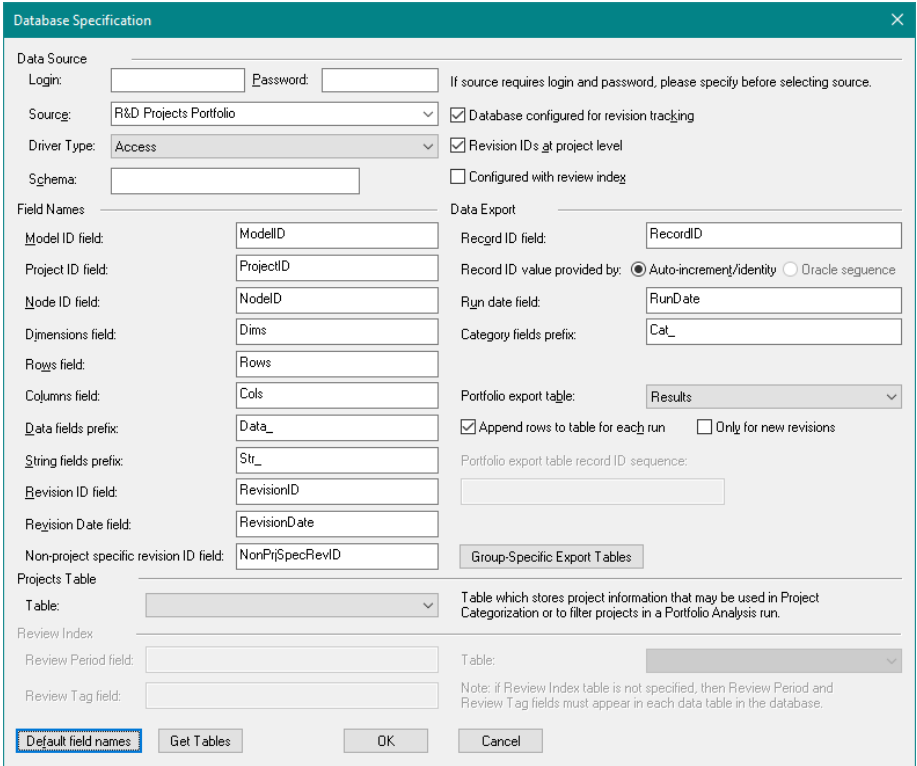 Database Specification
Data Source
Login:
Password:
If source requires login and password, please specify before selecting source.
Source:
R&D Projects Portfolio
Database configured for revision tracking
Driver Type:
Access
Revision IDs at project level
Schema:
Configured with review index
Field Names
Data Export
Model ID field:
ModelID
Record ID field:
RecordID
Project ID field:
ProjectID
Record ID value provided by:
Auto-increment/identity
Oracle sequence
Node ID field:
NodeID
Run date field:
RunDate
Dimensions field:
Dims
Category fields prefix:
Cat_
Rows field:
Rows
Columns field:
Cols
Portfolio export table:
Results
Data fields prefix:
Data_
Append rows to table for each run
Only for new revisions
String fields prefix:
Str_
Portfolio export table record ID sequence:
Revision ID field:
RevisionID
Revision Date field:
RevisionDate
Non-project specific revision ID field:
NonPrjSpecRevID
Group-Specific Export Tables
Projects Table
Table:
Table which stores project information that may be used in Project
Categorization or to filter projects in a Portfolio Analysis run.
Review Index
Review Period field:
Table:
Review Tag field:
Note: if Review Index table is not specified, then Review Period and
Review Tag fields must appear in each data table in the database.
Default field names
Get Tables
OK
Cancel